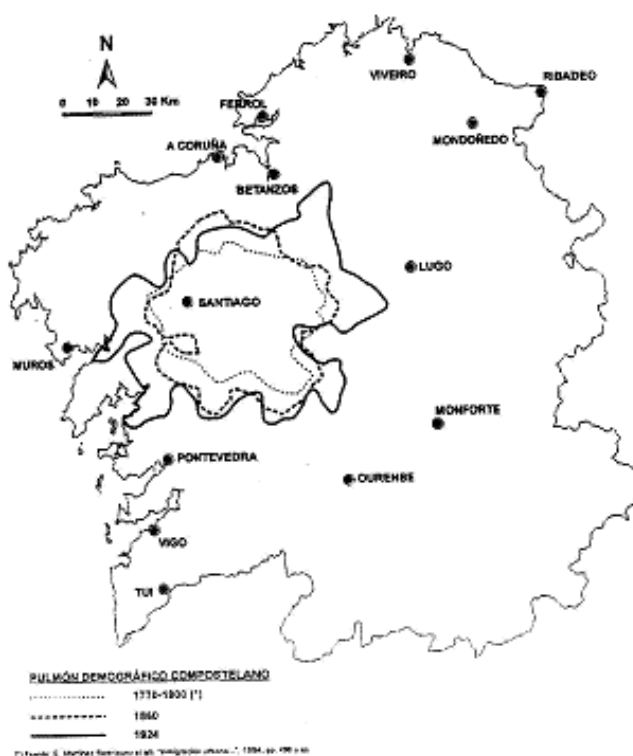 N
0 10 20 30 Km
VIVEIRO
RIBADEO
FERROL
MONDOÑEDO
A CORUÑA
BETANZOS
LUGO
SANTIAGO
MUROS
MONFORTE
PONTEVEDRA
OURENSE
VIGO
TUI
PULMÓN DEMOGRÁFICO COMPOSTELANO
1770-1800 (*)
1860
1924